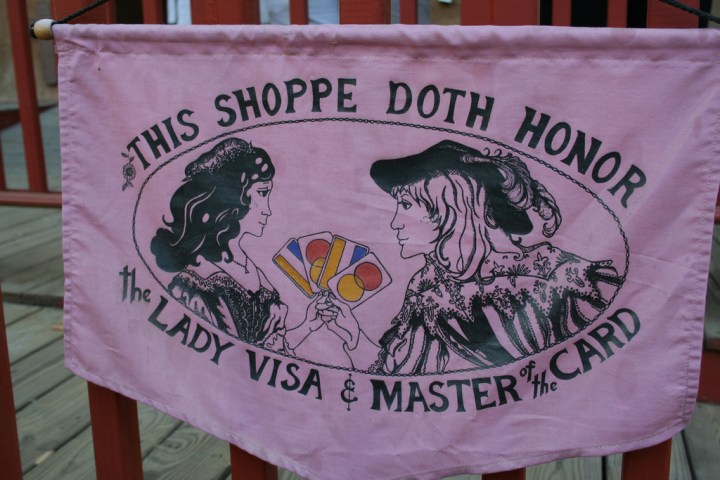 THIS SHOPPE DOTH HONOR
the LADY VISA & MASTER of the CARD